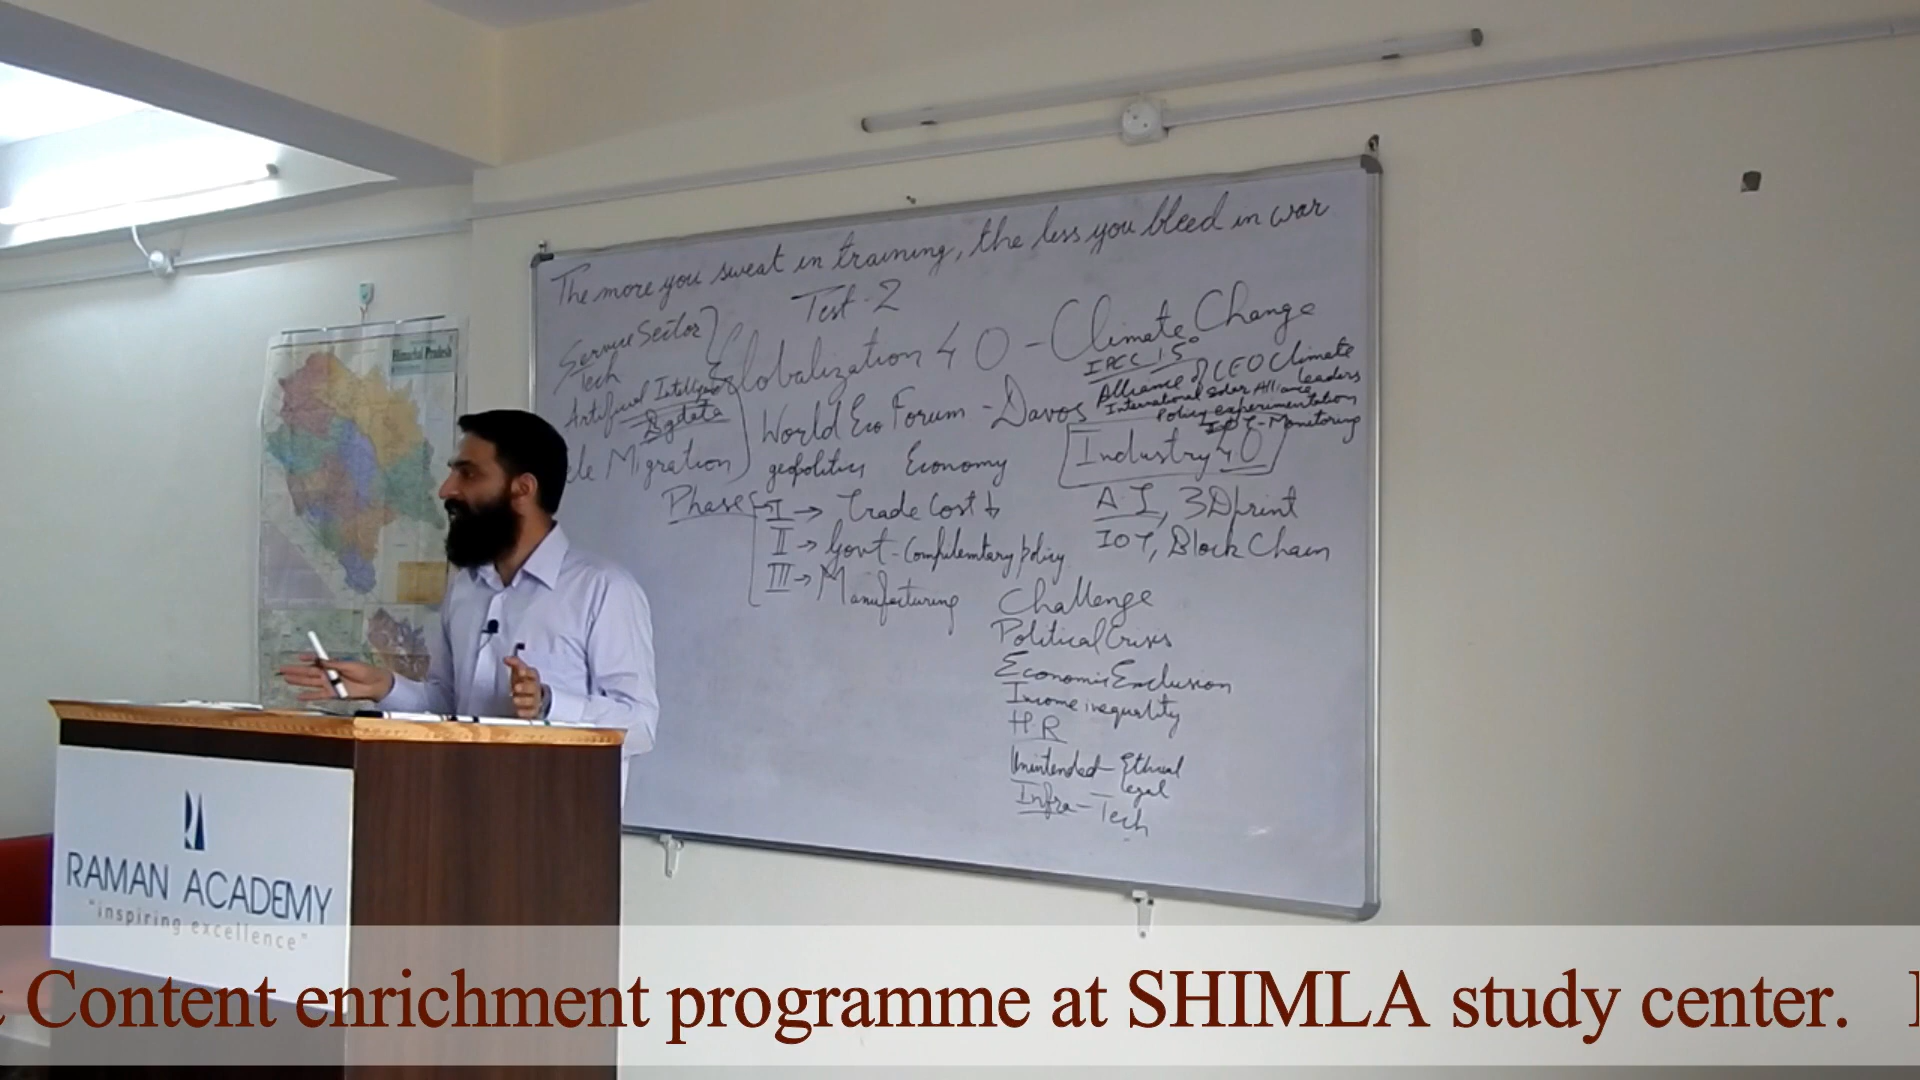 The more you sweat in training, the less you bleed in war
Test-2
Service Sector
Tech
Artificial Intelligence
Bigdata
Tele Migration
Globalization 4 0 - Climate Change
IPCC 1.5°
Alliance of CEO Climate Leaders
International Solar Alliance
Policy experimentation
IOT-Monitoring
World Eco Forum - Davos
geopolitics Economy
Industry 4 0
A.I, 3D print
IOT, Block Chain
Phases
I → Trade Cost ↓
II → Govt - Complementary policy
III → Manufacturing
Challenge
Political Crisis
Economic Exclusion
Income inequality
H.R
Unintended - Ethical
- legal
Infra - Tech
Himachal Pradesh
RAMAN ACADEMY
"inspiring excellence"
Content enrichment programme at SHIMLA study center.